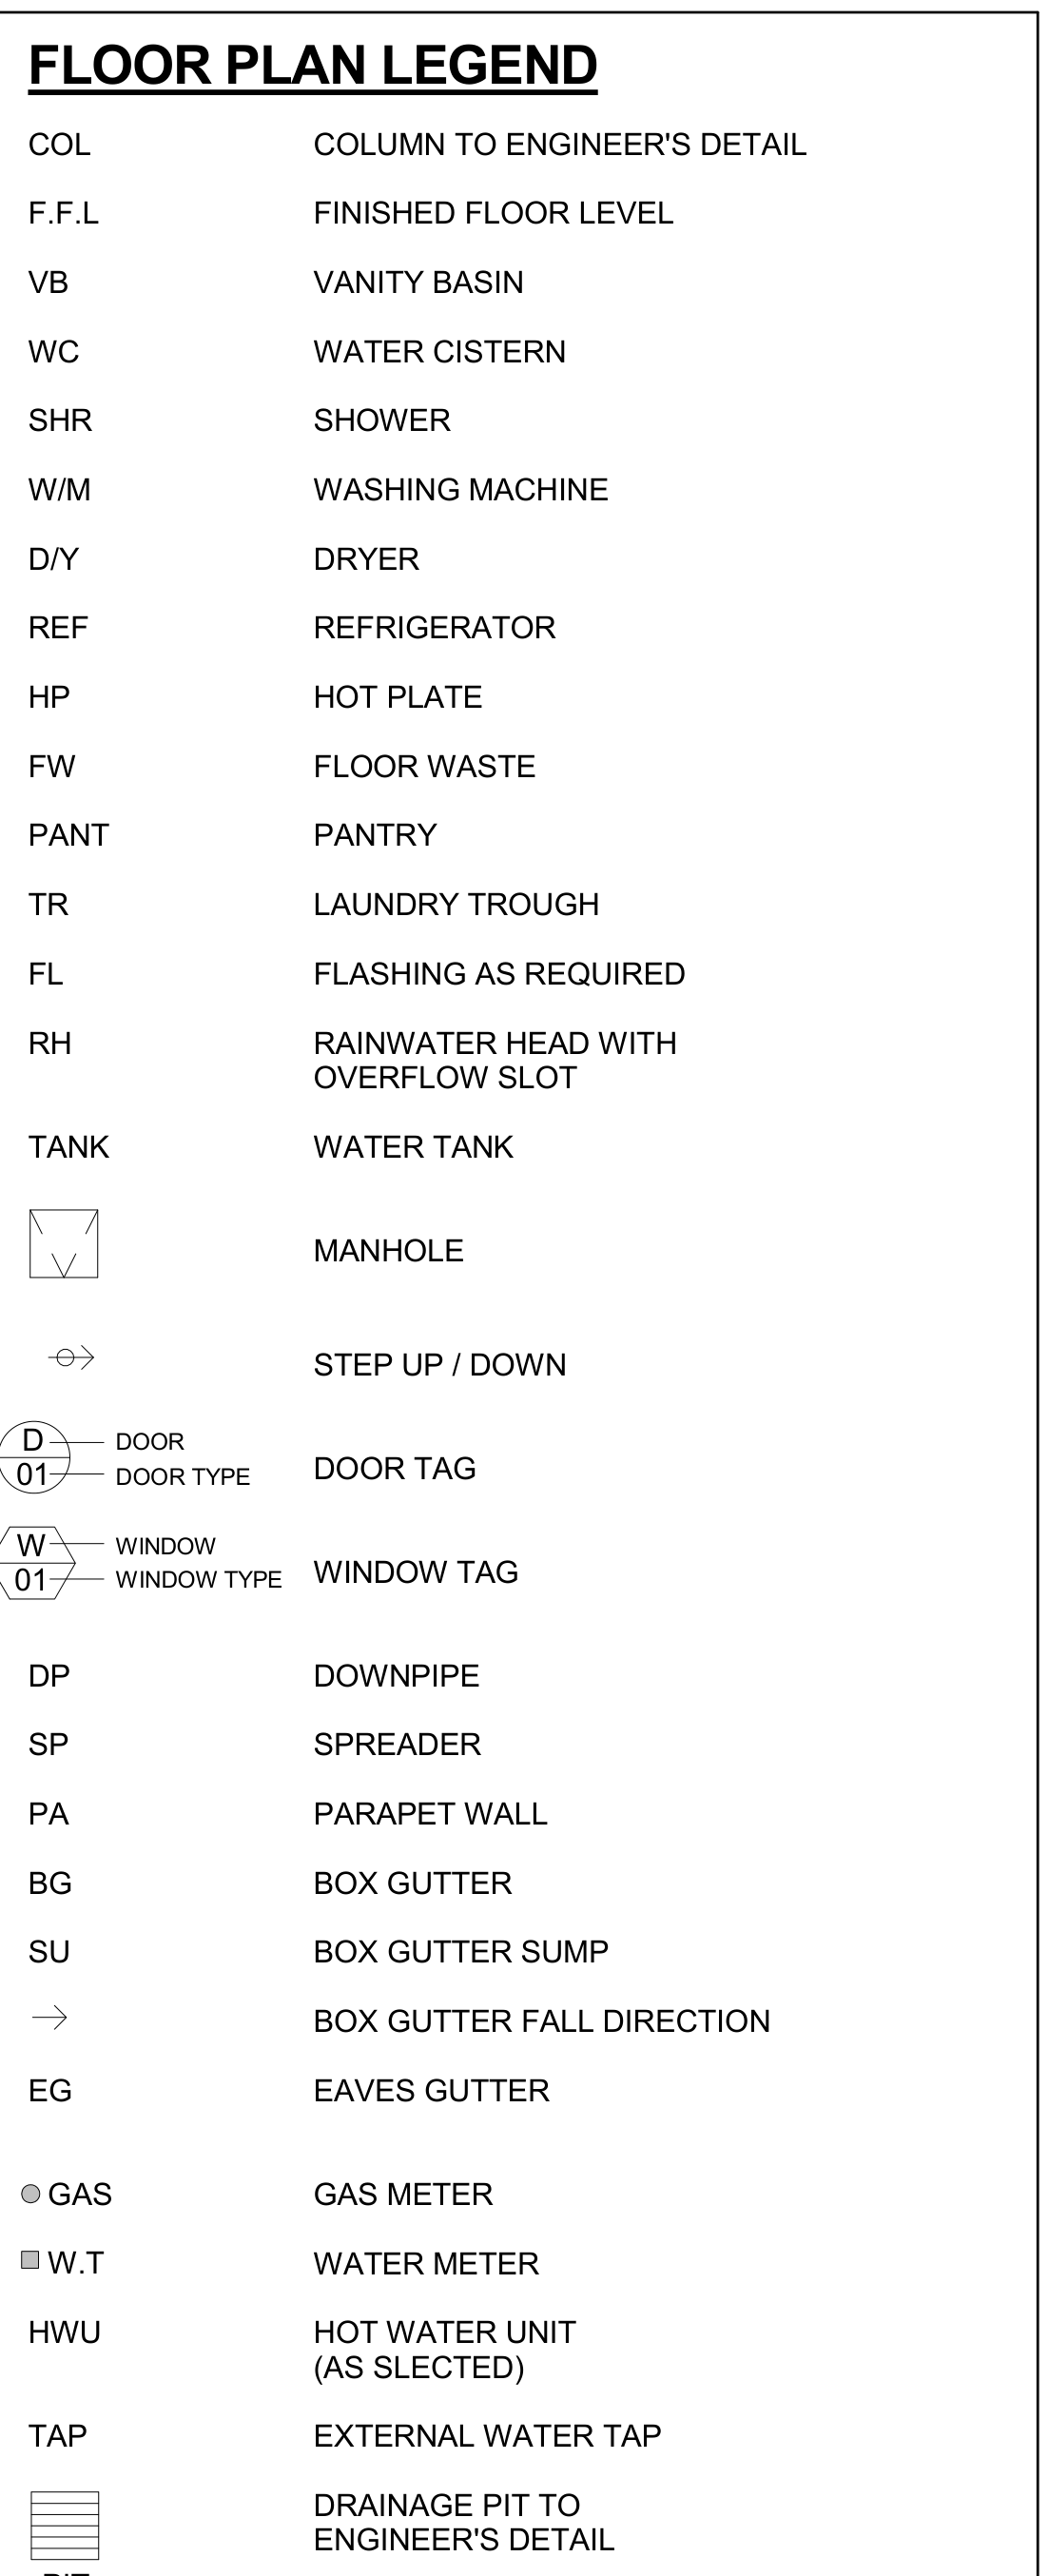 FLOOR PLAN LEGEND
COL COLUMN TO ENGINEER'S DETAIL
F.F.L FINISHED FLOOR LEVEL
VB VANITY BASIN
WC WATER CISTERN
SHR SHOWER
W/M WASHING MACHINE
D/Y DRYER
REF REFRIGERATOR
HP HOT PLATE
FW FLOOR WASTE
PANT PANTRY
TR LAUNDRY TROUGH
FL FLASHING AS REQUIRED
RH RAINWATER HEAD WITH
OVERFLOW SLOT
TANK WATER TANK
MANHOLE
STEP UP / DOWN
D DOOR
01 DOOR TYPE
DOOR TAG
W WINDOW
01 WINDOW TYPE
WINDOW TAG
DP DOWNPIPE
SP SPREADER
PA PARAPET WALL
BG BOX GUTTER
SU BOX GUTTER SUMP
BOX GUTTER FALL DIRECTION
EG EAVES GUTTER
GAS GAS METER
W.T WATER METER
HWU HOT WATER UNIT
(AS SLECTED)
TAP EXTERNAL WATER TAP
DRAINAGE PIT TO
ENGINEER'S DETAIL